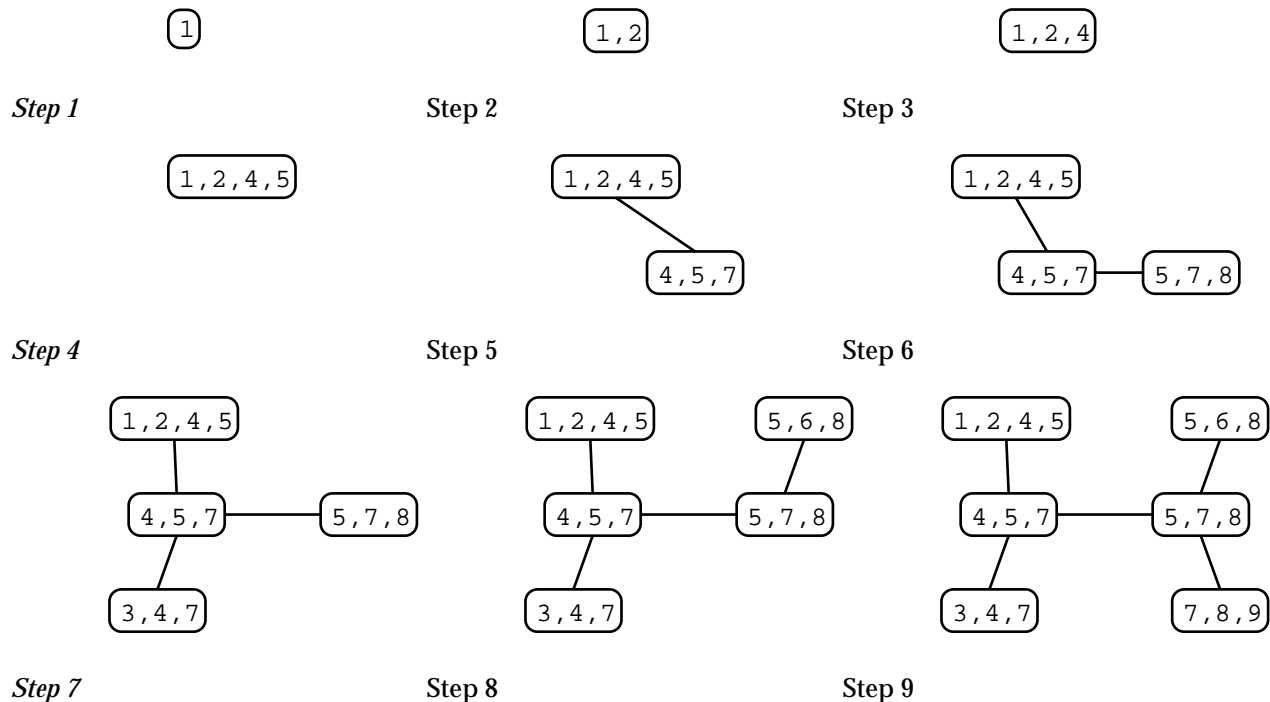 1 1,2 1,2,4
Step 1 Step 2 Step 3
1,2,4,5 1,2,4,5 1,2,4,5
4,5,7 4,5,7 5,7,8
Step 4 Step 5 Step 6
1,2,4,5 1,2,4,5 5,6,8 1,2,4,5 5,6,8
4,5,7 5,7,8 4,5,7 5,7,8 4,5,7 5,7,8
3,4,7 3,4,7 3,4,7 7,8,9
Step 7 Step 8 Step 9